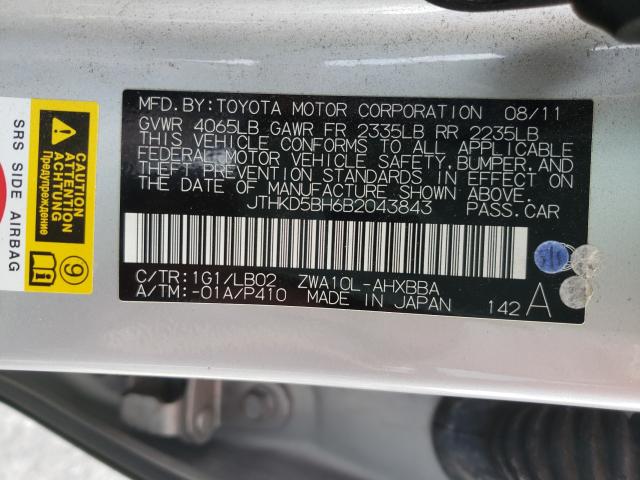 MFD.BY:TOYOTA MOTOR CORPORATION 08/11
GVWR 4065LB GAWR FR 2335LB RR 2235LB
THIS VEHICLE CONFORMS TO ALL APPLICABLE
FEDERAL MOTOR VEHICLE SAFETY, BUMPER, AND
THEFT PREVENTION STANDARDS IN EFFECT ON
THE DATE OF MANUFACTURE SHOWN ABOVE.
JTHKD5BH6B2043843 PASS.CAR
C/TR:1G1/LB02 ZWA10L-AHXBBA
A/TM:-01A/P410 MADE IN JAPAN 142 A
SRS SIDE AIRBAG
CAUTION
ATTENTION
ACHTUNG
Предупреждение
9